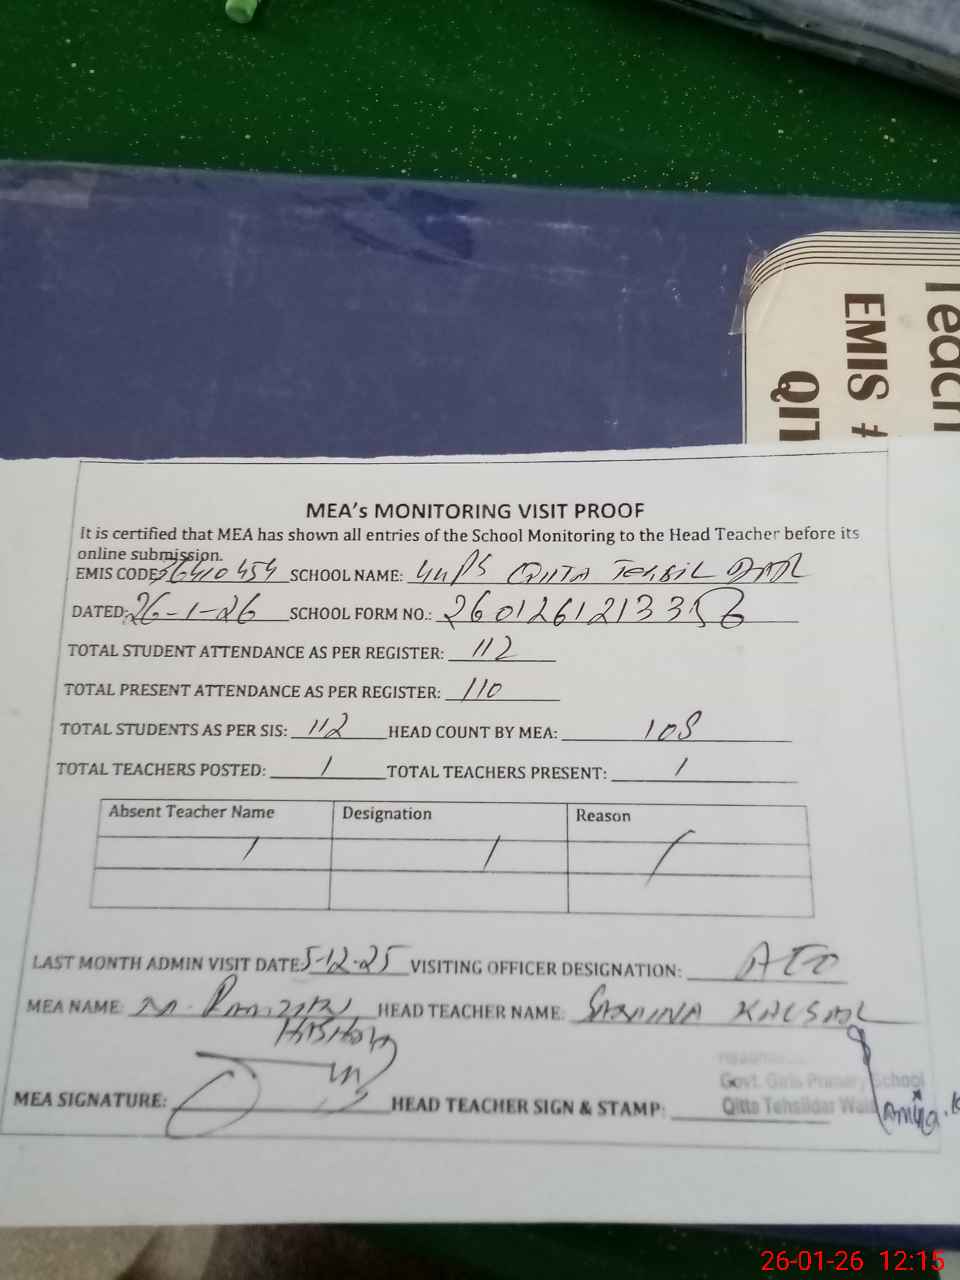 Teach
EMIS #
QIT
MEA's MONITORING VISIT PROOF
It is certified that MEA has shown all entries of the School Monitoring to the Head Teacher before its
online submission.
EMIS CODE: 36410454 SCHOOL NAME: GGPS QIITA TEHSIL DAR
DATED: 26-1-26 SCHOOL FORM NO.: 260126121335
TOTAL STUDENT ATTENDANCE AS PER REGISTER: 112
TOTAL PRESENT ATTENDANCE AS PER REGISTER: 110
TOTAL STUDENTS AS PER SIS: 112 HEAD COUNT BY MEA: 108
TOTAL TEACHERS POSTED: 1 TOTAL TEACHERS PRESENT: 1
Absent Teacher Name Designation Reason
/ / /
LAST MONTH ADMIN VISIT DATE 5-12-25 VISITING OFFICER DESIGNATION:
MEA NAME: M. HEAD TEACHER NAME:
MEA SIGNATURE: HEAD TEACHER SIGN & STAMP:
Govt. Girls Primary School
Qitta Tehsildar
26-01-26 12:15